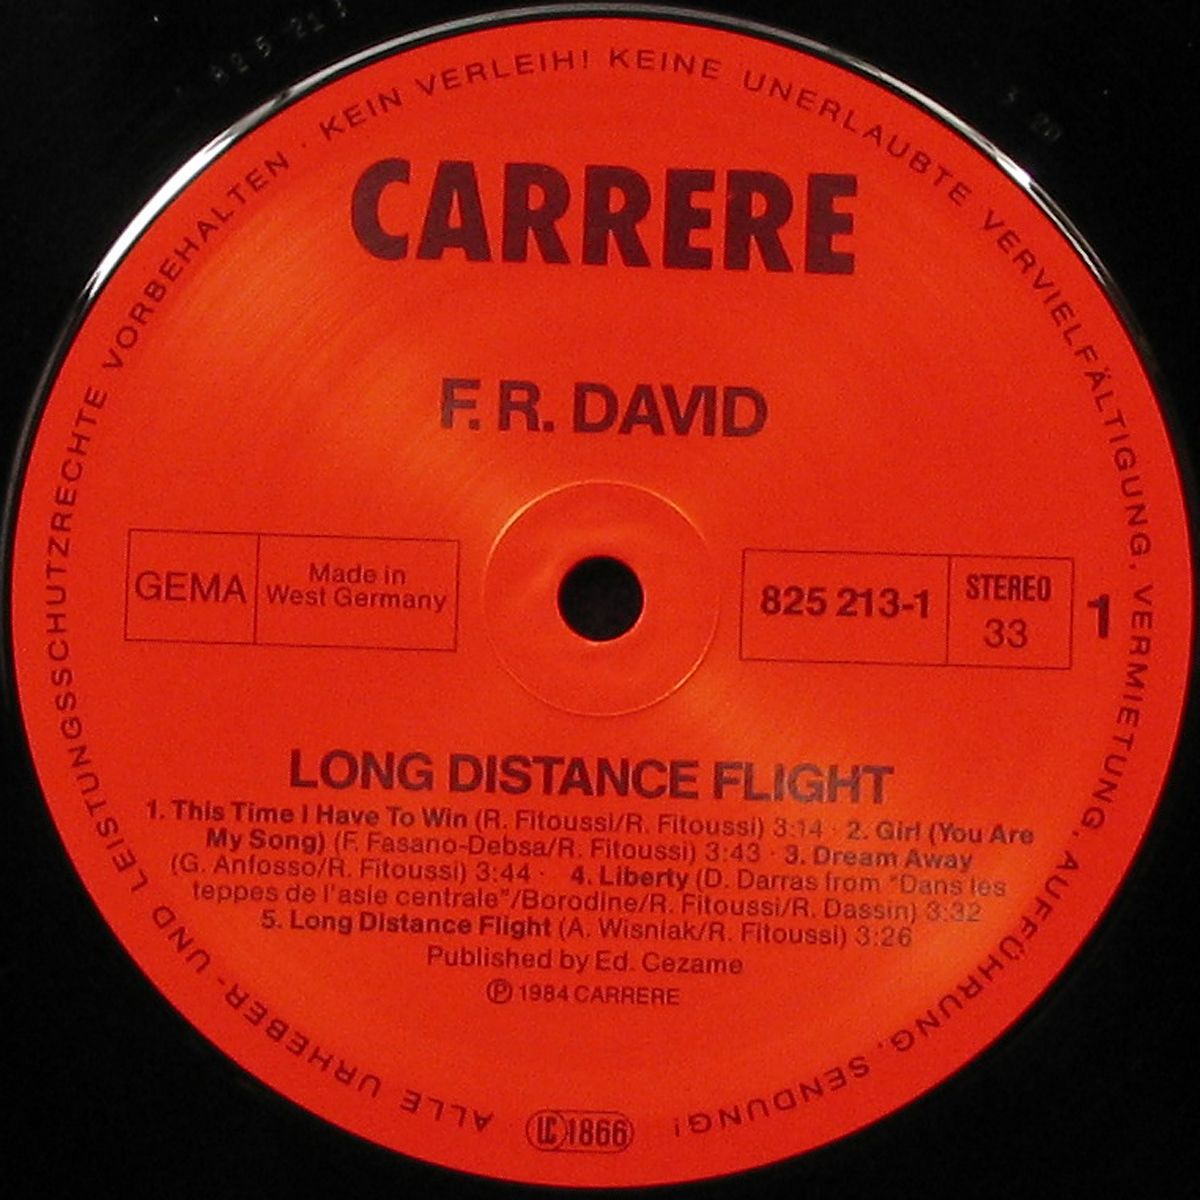 ALLE URHEBER- UND LEISTUNGSSCHUTZRECHTE VORBEHALTEN · KEIN VERLEIH! KEINE UNERLAUBTE VERVIELFÄLTIGUNG, VERMIETUNG, AUFFÜHRUNG, SENDUNG!
CARRERE
F. R. DAVID
GEMA
Made in
West Germany
825 213-1
STEREO
33
1
LONG DISTANCE FLIGHT
1. This Time I Have To Win (R. Fitoussi/R. Fitoussi) 3:14 · 2. Girl (You Are
My Song) (F. Fasano-Debsa/R. Fitoussi) 3:43 · 3. Dream Away
(G. Anfosso/R. Fitoussi) 3:44 · 4. Liberty (D. Darras from "Dans les
teppes de l'asie centrale"/Borodine/R. Fitoussi/R. Dassin) 3:32
5. Long Distance Flight (A. Wisniak/R. Fitoussi) 3:26
Published by Ed. Cezame
Ⓟ 1984 CARRERE
LC 1866